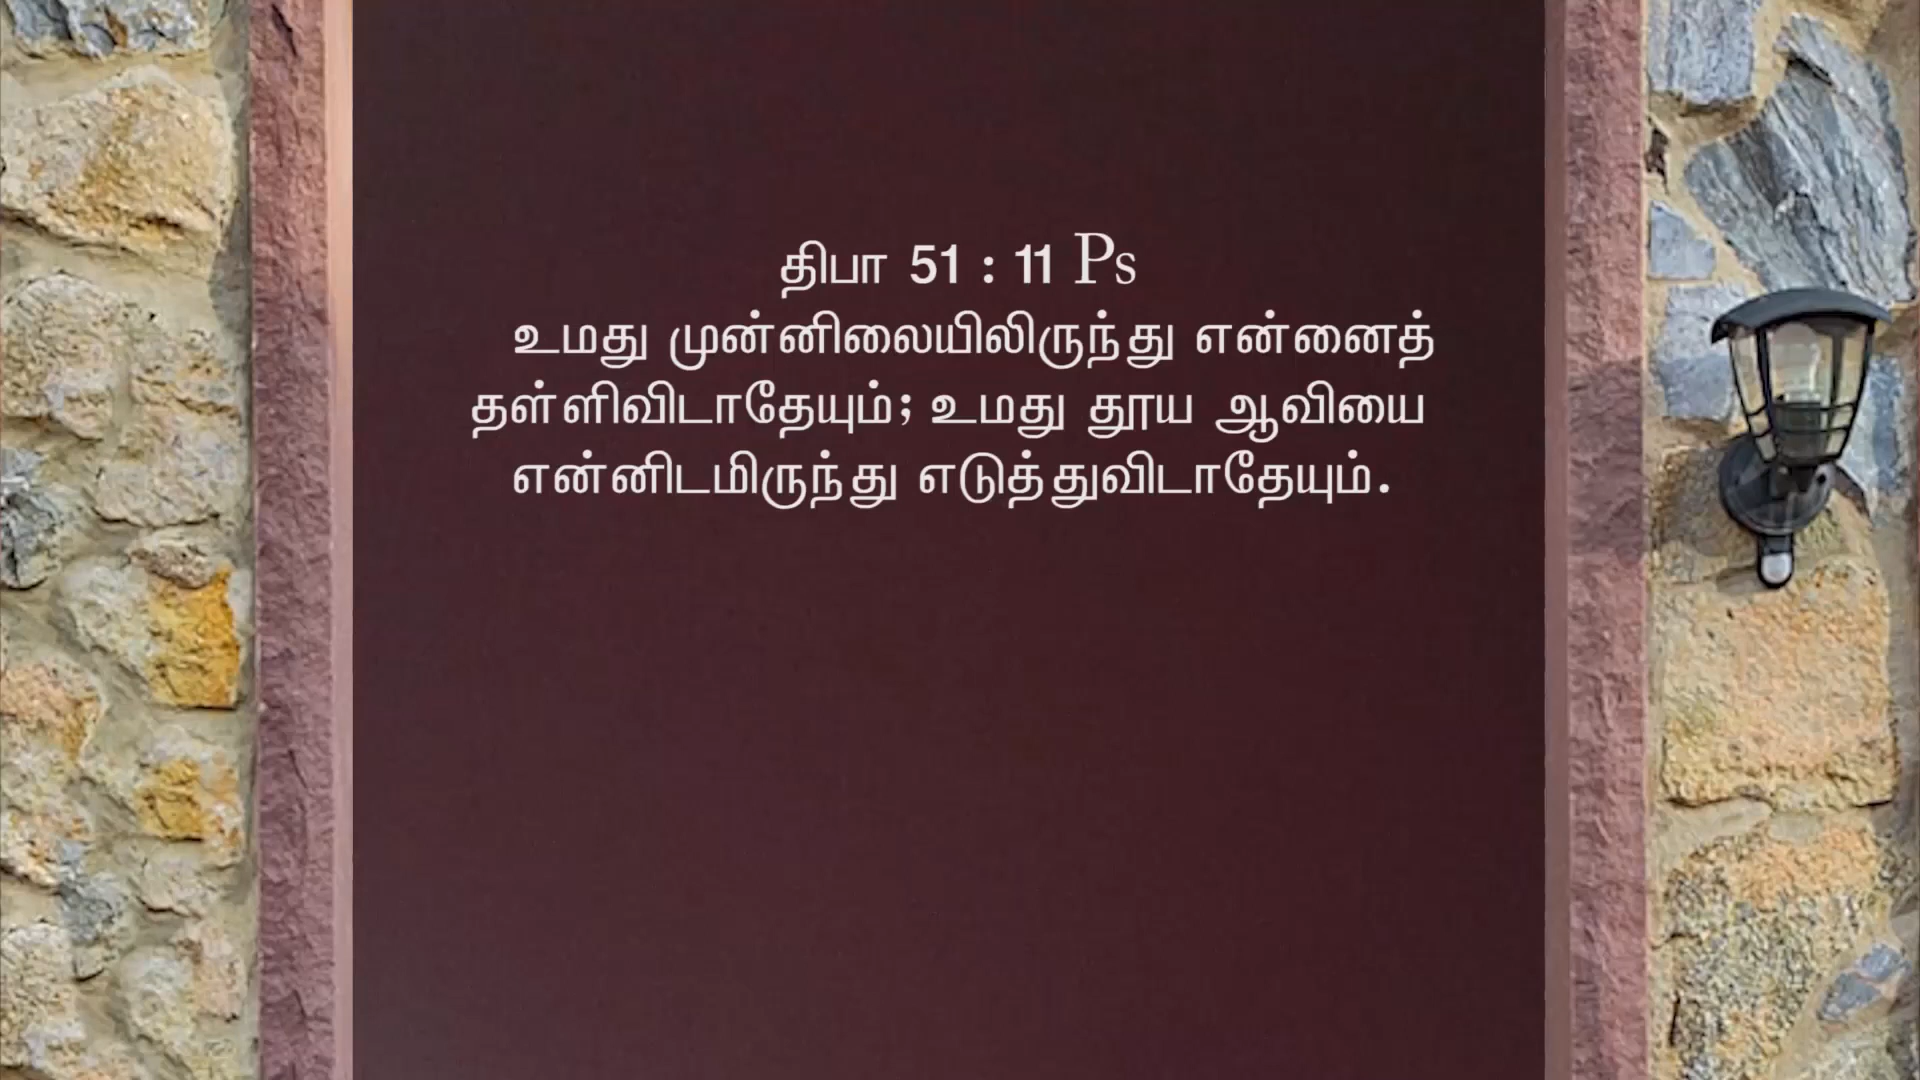 திபா 51 : 11 Ps
உமது முன்னிலையிலிருந்து என்னைத்
தள்ளிவிடாதேயும்; உமது தூய ஆவியை
என்னிடமிருந்து எடுத்துவிடாதேயும்.